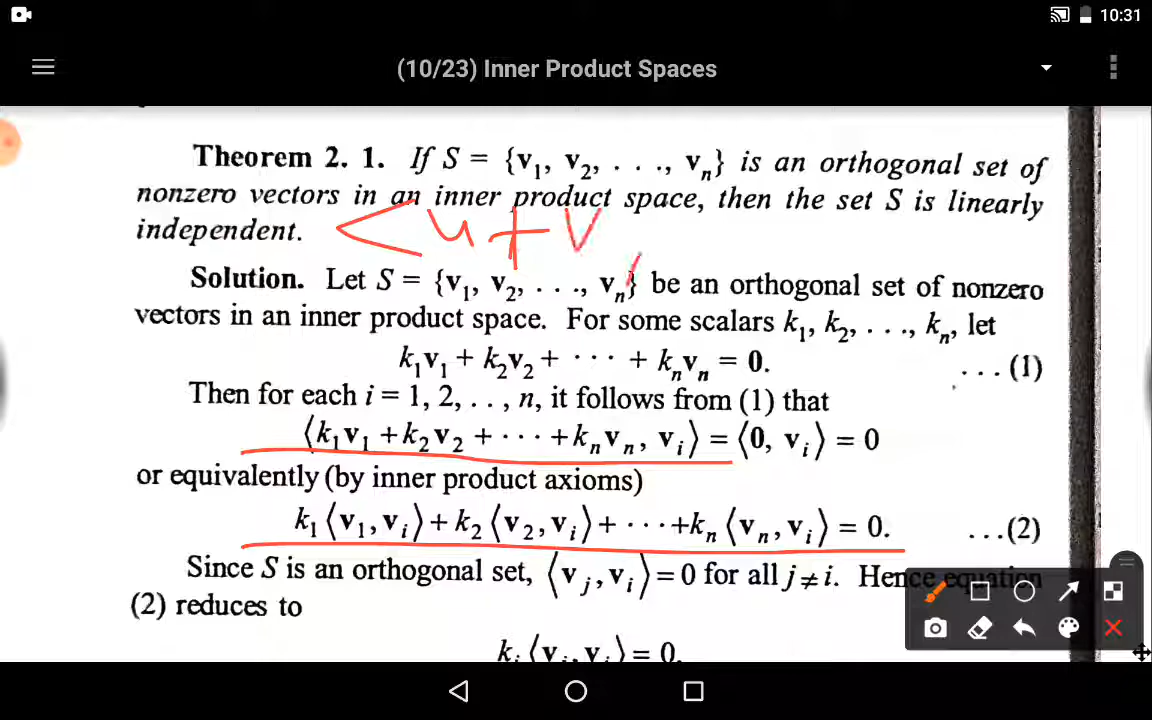 10:31
(10/23) Inner Product Spaces
Theorem 2. 1. If S = {v₁, v₂, . . ., vₙ} is an orthogonal set of
nonzero vectors in an inner product space, then the set S is linearly
independent.
< u + v
Solution. Let S = {v₁, v₂, . . ., vₙ} be an orthogonal set of nonzero
vectors in an inner product space. For some scalars k₁, k₂, . . ., kₙ, let
k₁v₁ + k₂v₂ + · · · + kₙvₙ = 0. . . . (1)
Then for each i = 1, 2, . ., n, it follows from (1) that
⟨k₁v₁ + k₂v₂ + · · · + kₙvₙ, vᵢ⟩ = ⟨0, vᵢ⟩ = 0
or equivalently (by inner product axioms)
k₁ ⟨v₁, vᵢ⟩ + k₂ ⟨v₂, vᵢ⟩ + · · · + kₙ ⟨vₙ, vᵢ⟩ = 0. . . .(2)
Since S is an orthogonal set, ⟨vⱼ, vᵢ⟩ = 0 for all j ≠ i. Hence equation
(2) reduces to
kᵢ ⟨vᵢ, vᵢ⟩ = 0.